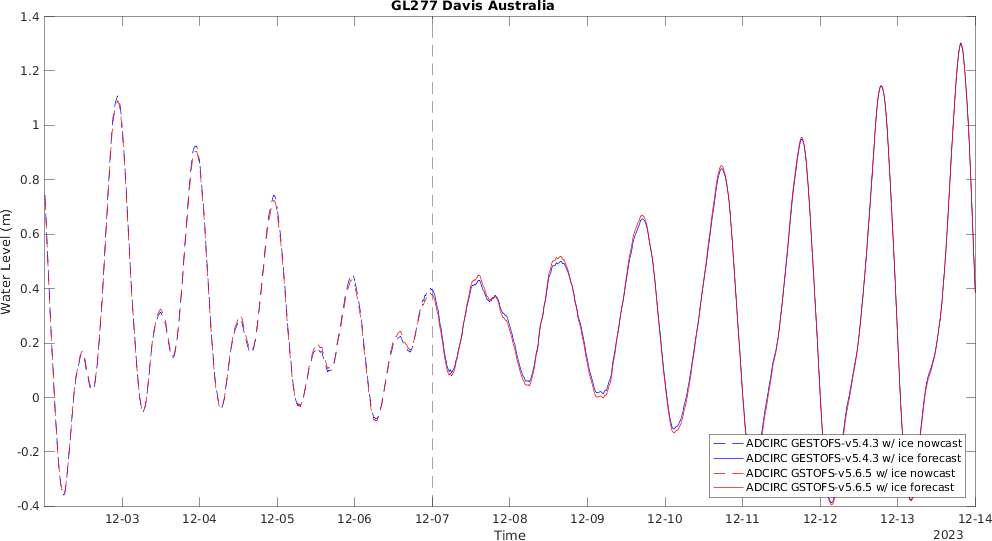 GL277 Davis Australia
1.4
1.2
1
0.8
0.6
0.4
0.2
0
-0.2
-0.4
Water Level (m)
ADCIRC GESTOFS-v5.4.3 w/ ice nowcast
ADCIRC GESTOFS-v5.4.3 w/ ice forecast
ADCIRC GSTOFS-v5.6.5 w/ ice nowcast
ADCIRC GSTOFS-v5.6.5 w/ ice forecast
12-03 12-04 12-05 12-06 12-07 12-08 12-09 12-10 12-11 12-12 12-13 12-14
Time
2023